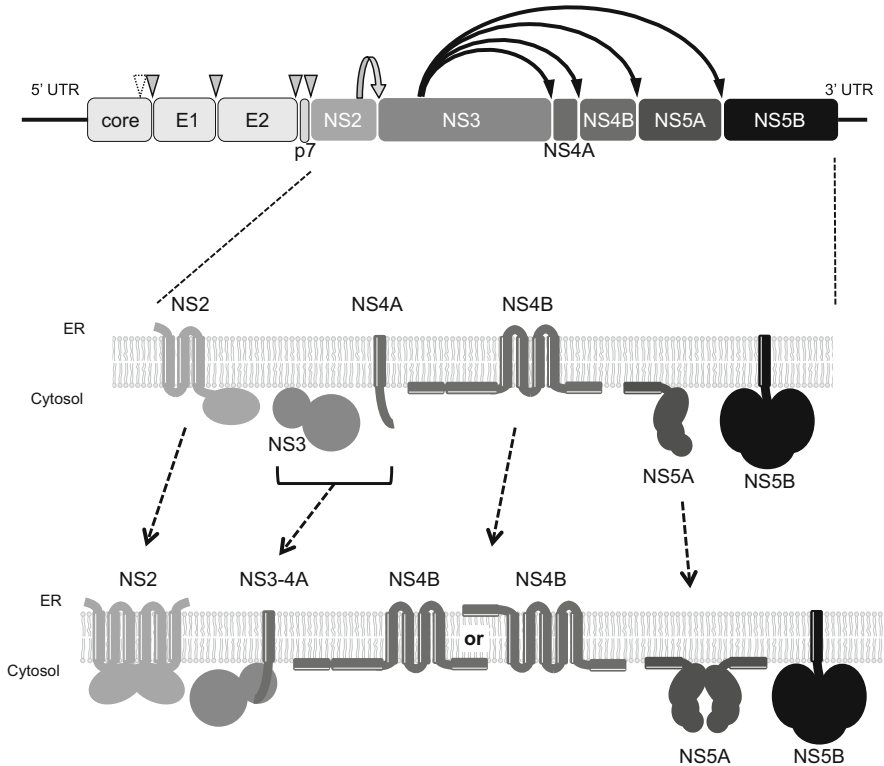 5' UTR
3' UTR
core
E1
E2
p7
NS2
NS3
NS4A
NS4B
NS5A
NS5B
NS2
NS4A
NS4B
ER
Cytosol
NS3
NS5A
NS5B
NS2
NS3-4A
NS4B
NS4B
ER
or
Cytosol
NS5A
NS5B